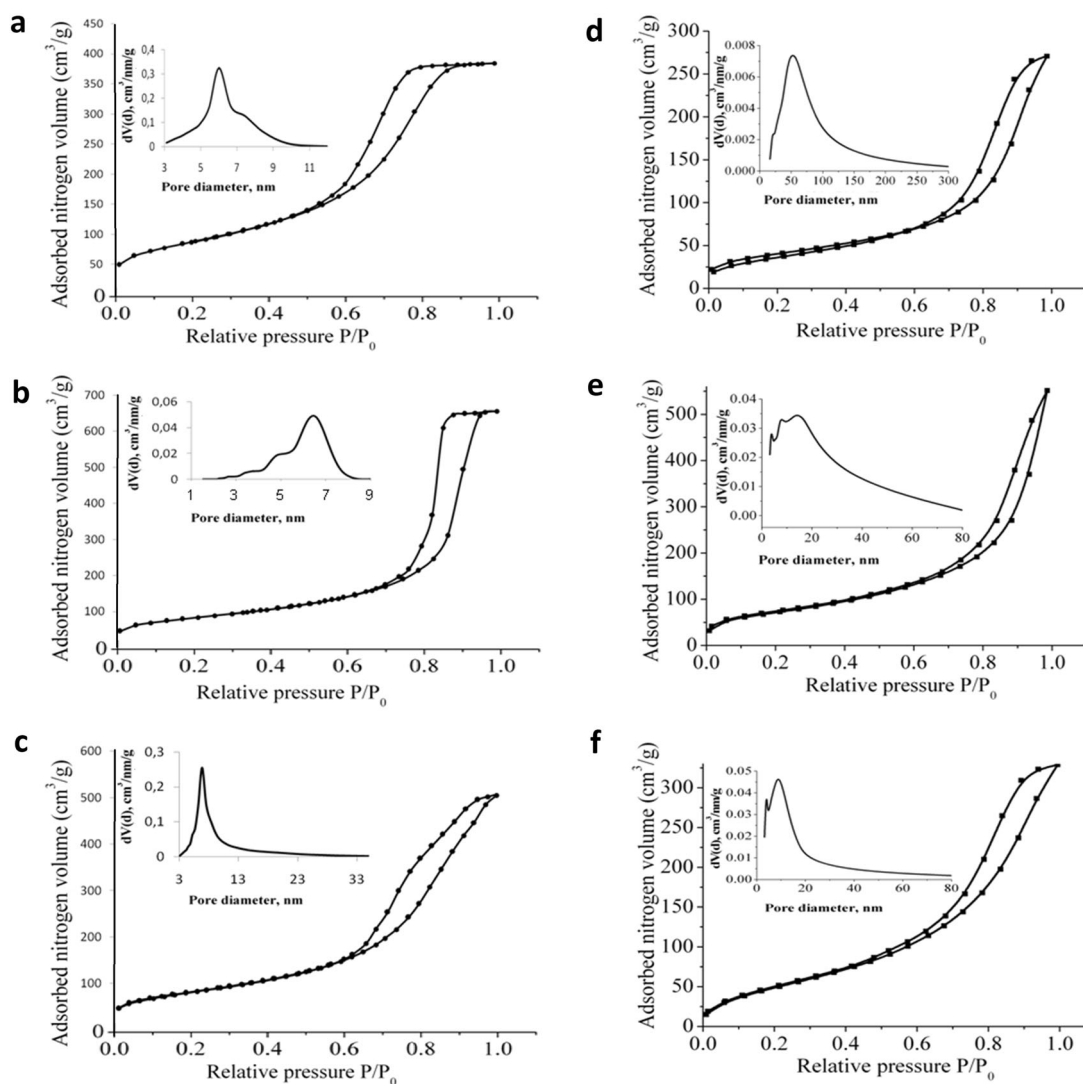 a
Adsorbed nitrogen volume (cm³/g)
450
400
350
300
250
200
150
100
50
0
0.0 0.2 0.4 0.6 0.8 1.0
Relative pressure P/P₀
dV(d), cm³/nm/g
0,4
0,3
0,2
0,1
0
3 5 7 9 11
Pore diameter, nm
d
Adsorbed nitrogen volume (cm³/g)
300
250
200
150
100
50
0
0.0 0.2 0.4 0.6 0.8 1.0
Relative pressure P/P₀
dV(d), cm³/nm/g
0.008
0.006
0.004
0.002
0.000
0 50 100 150 200 250 300
Pore diameter, nm
b
Adsorbed nitrogen volume (cm³/g)
700
600
500
400
300
200
100
0
0.0 0.2 0.4 0.6 0.8 1.0
Relative pressure P/P₀
dV(d), cm³/nm/g
0,06
0,04
0,02
0
1 3 5 7 9
Pore diameter, nm
e
Adsorbed nitrogen volume (cm³/g)
500
400
300
200
100
0
0.0 0.2 0.4 0.6 0.8 1.0
Relative pressure P/P₀
dV(d), cm³/nm/g
0.04
0.03
0.02
0.01
0.00
0 20 40 60 80
Pore diameter, nm
c
Adsorbed nitrogen volume (cm³/g)
600
500
400
300
200
100
0
0.0 0.2 0.4 0.6 0.8 1.0
Relative pressure P/P₀
dV(d), cm³/nm/g
0,3
0,2
0,1
0
3 13 23 33
Pore diameter, nm
f
Adsorbed nitrogen volume (cm³/g)
300
250
200
150
100
50
0
0.0 0.2 0.4 0.6 0.8 1.0
Relative pressure P/P₀
dV(d), cm³/nm/g
0.05
0.04
0.03
0.02
0.01
0.00
0 20 40 60 80
Pore diameter, nm